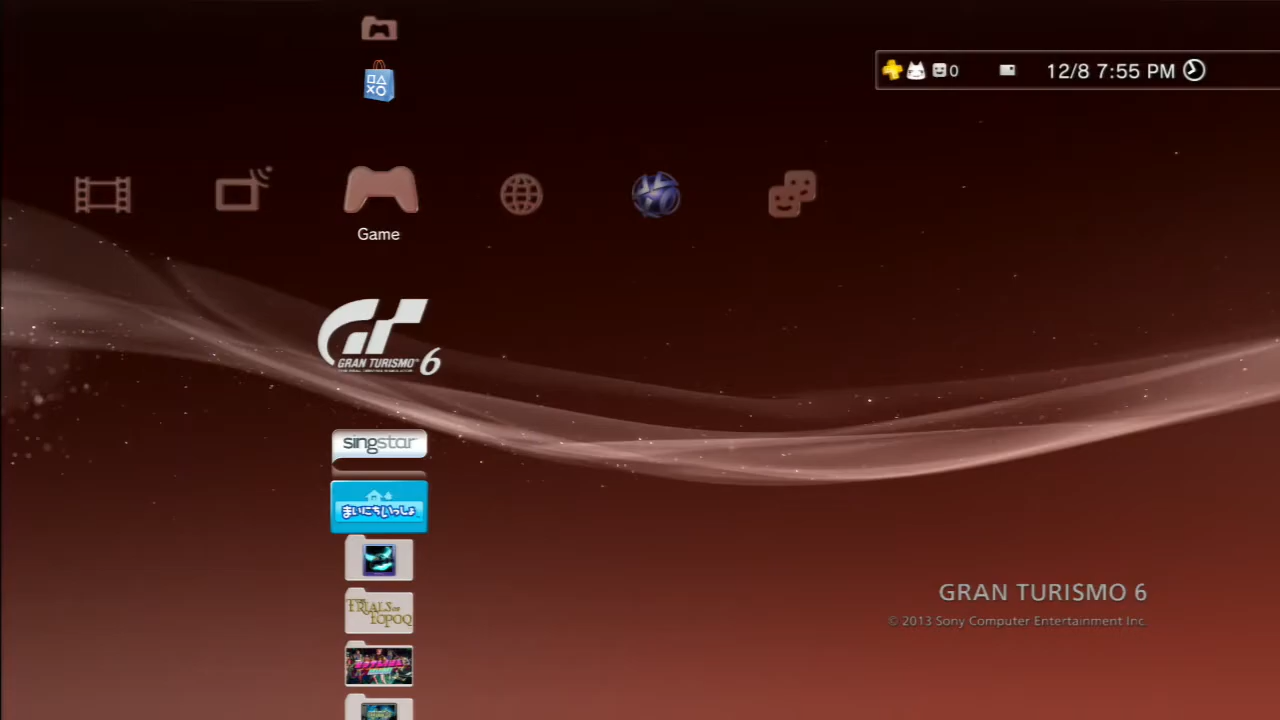 0
12/8 7:55 PM
Game
GT
GRAN TURISMO 6
singstar
まいにちいっしょ
TRIALS OF
TOPOQ
GRAN TURISMO 6
© 2013 Sony Computer Entertainment Inc.